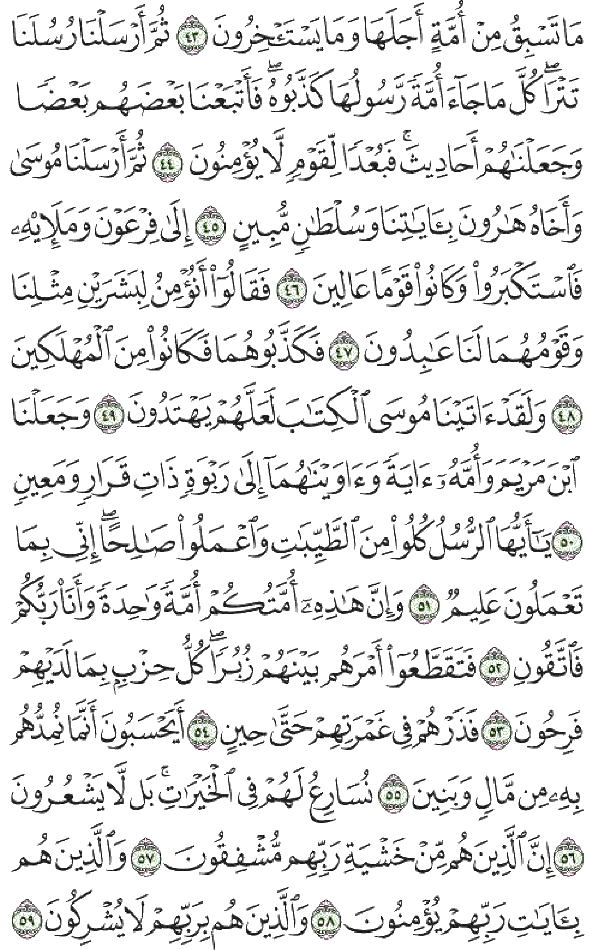 مَا تَسْبِقُ مِنْ أُمَّةٍ أَجَلَهَا وَمَا يَسْتَـْٔخِرُونَ ٤٣ ثُمَّ أَرْسَلْنَا رُسُلَنَا
تَتْرَا ۖ كُلَّ مَا جَآءَ أُمَّةً رَّسُولُهَا كَذَّبُوهُ ۚ فَأَتْبَعْنَا بَعْضَهُم بَعْضًا
وَجَعَلْنَٰهُمْ أَحَادِيثَ ۚ فَبُعْدًا لِّقَوْمٍ لَّا يُؤْمِنُونَ ٤٤ ثُمَّ أَرْسَلْنَا مُوسَىٰ
وَأَخَاهُ هَٰرُونَ بِـَٔايَٰتِنَا وَسُلْطَٰنٍ مُّبِينٍ ٤٥ إِلَىٰ فِرْعَوْنَ وَمَلَإِي۟هِۦ
فَٱسْتَكْبَرُوا۟ وَكَانُوا۟ قَوْمًا عَالِينَ ٤٦ فَقَالُوٓا۟ أَنُؤْمِنُ لِبَشَرَيْنِ مِثْلِنَا
وَقَوْمُهُمَا لَنَا عَٰبِدُونَ ٤٧ فَكَذَّبُوهُمَا فَكَانُوا۟ مِنَ ٱلْمُهْلَكِينَ
٤٨ وَلَقَدْ ءَاتَيْنَا مُوسَى ٱلْكِتَٰبَ لَعَلَّهُمْ يَهْتَدُونَ ٤٩ وَجَعَلْنَا
ٱبْنَ مَرْيَمَ وَأُمَّهُۥٓ ءَايَةً وَءَاوَيْنَٰهُمَآ إِلَىٰ رَبْوَةٍ ذَاتِ قَرَارٍ وَمَعِينٍ
٥٠ يَٰٓأَيُّهَا ٱلرُّسُلُ كُلُوا۟ مِنَ ٱلطَّيِّبَٰتِ وَٱعْمَلُوا۟ صَٰلِحًا ۖ إِنِّى بِمَا
تَعْمَلُونَ عَلِيمٌ ٥١ وَإِنَّ هَٰذِهِۦٓ أُمَّتُكُمْ أُمَّةً وَٰحِدَةً وَأَنَا۠ رَبُّكُمْ
فَٱتَّقُونِ ٥٢ فَتَقَطَّعُوٓا۟ أَمْرَهُم بَيْنَهُمْ زُبُرًا ۖ كُلُّ حِزْبٍۭ بِمَا لَدَيْهِمْ
فَرِحُونَ ٥٣ فَذَرْهُمْ فِى غَمْرَتِهِمْ حَتَّىٰ حِينٍ ٥٤ أَيَحْسَبُونَ أَنَّمَا نُمِدُّهُم
بِهِۦ مِن مَّالٍ وَبَنِينَ ٥٥ نُسَارِعُ لَهُمْ فِى ٱلْخَيْرَٰتِ ۚ بَل لَّا يَشْعُرُونَ
٥٦ إِنَّ ٱلَّذِينَ هُم مِّنْ خَشْيَةِ رَبِّهِم مُّشْفِقُونَ ٥٧ وَٱلَّذِينَ هُم
بِـَٔايَٰتِ رَبِّهِمْ يُؤْمِنُونَ ٥٨ وَٱلَّذِينَ هُم بِرَبِّهِمْ لَا يُشْرِكُونَ ٥٩